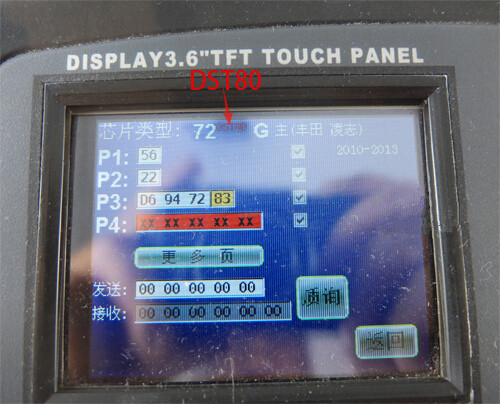 DISPLAY3.6"TFT TOUCH PANEL
DST80
芯片类型: 72 G 主(丰田 凌志)
2010-2013
P1: 56
P2: 22
P3: D6 94 72 83
P4: XX XX XX XX XX
更多页
发送: 00 00 00 00 00
接收: 00 00 00 00 00 00 00
质询
返回